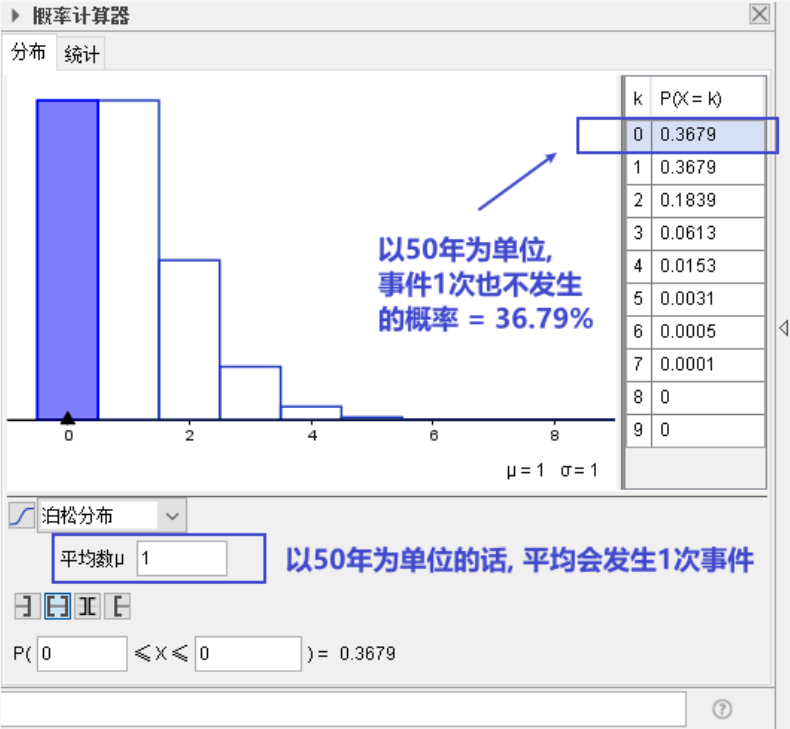 概率计算器
分布 统计
k P(X = k)
0 0.3679
1 0.3679
2 0.1839
3 0.0613
4 0.0153
5 0.0031
6 0.0005
7 0.0001
8 0
9 0
以50年为单位,
事件1次也不发生
的概率 = 36.79%
0 2 4 6 8
μ = 1 σ = 1
泊松分布
平均数μ 1
以50年为单位的话, 平均会发生1次事件
P( 0 ≤ X ≤ 0 ) = 0.3679